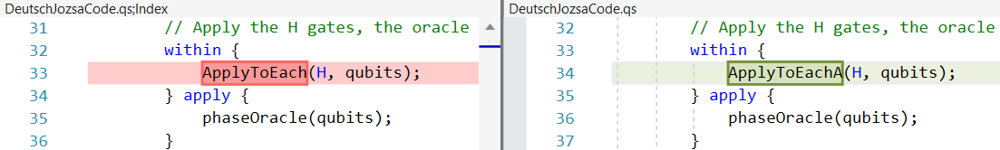 DeutschJozsaCode.qs;Index
31 // Apply the H gates, the oracle
32 within {
33 ApplyToEach(H, qubits);
34 } apply {
35 phaseOracle(qubits);
36 }
DeutschJozsaCode.qs
32 // Apply the H gates, the oracle
33 within {
34 ApplyToEachA(H, qubits);
35 } apply {
36 phaseOracle(qubits);
37 }